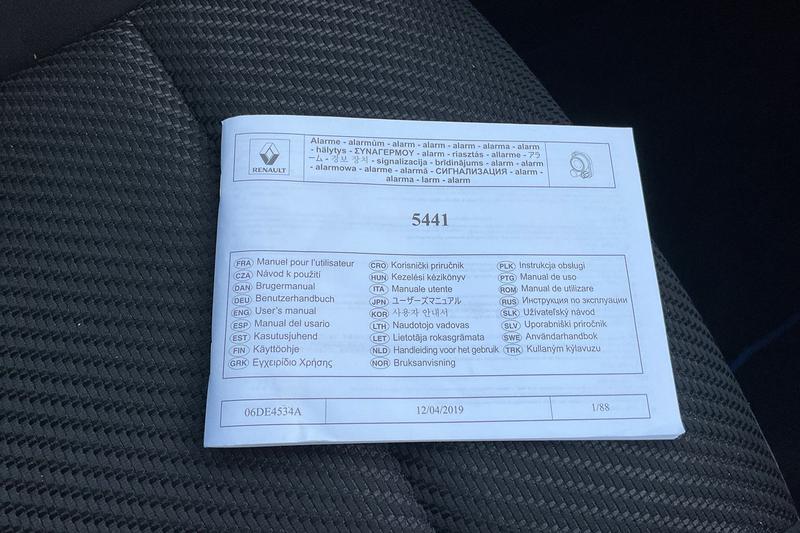 RENAULT
Alarme - alarmüm - alarm - alarm - alarm - alarma - alarm
- hälytys - ΣΥΝΑΓΕΡΜΟΥ - alarm - riasztás - allarme - アラ
ーム - 경보 장치 - signalizacija - brīdinājums - alarm - alarm
- alarmowa - alarme - alarmă - СИГНАЛИЗАЦИЯ - alarm -
alarma - larm - alarm
5441
FRA Manuel pour l'utilisateur
CZA Návod k použití
DAN Brugermanual
DEU Benutzerhandbuch
ENG User's manual
ESP Manual del usario
EST Kasutusjuhend
FIN Käyttöohje
GRK Εγχειρίδιο Χρήσης
CRO Korisnički priručnik
HUN Kezelési kézikönyv
ITA Manuale utente
JPN ユーザーズマニュアル
KOR 사용자 안내서
LTH Naudotojo vadovas
LET Lietotāja rokasgrāmata
NLD Handleiding voor het gebruik
NOR Bruksanvisning
PLK Instrukcja obsługi
PTG Manual de uso
ROM Manual de utilizare
RUS Инструкция по эксплуации
SLK Užívateľský návod
SLV Uporabniški priročnik
SWE Användarhandbok
TRK Kullaným kýlavuzu
06DE4534A
12/04/2019
1/88